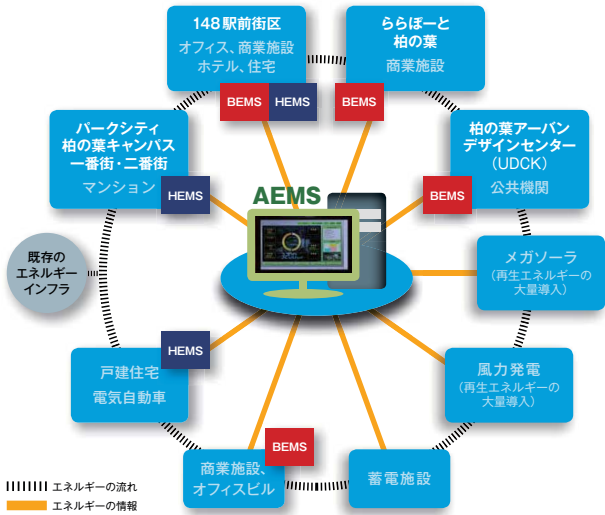 148駅前街区
オフィス、商業施設
ホテル、住宅
BEMS
HEMS
ららぽーと
柏の葉
商業施設
BEMS
パークシティ
柏の葉キャンパス
一番街・二番街
マンション
HEMS
柏の葉アーバン
デザインセンター
(UDCK)
公共機関
BEMS
AEMS
既存の
エネルギー
インフラ
メガソーラ
(再生エネルギーの
大量導入)
戸建住宅
電気自動車
HEMS
風力発電
(再生エネルギーの
大量導入)
商業施設、
オフィスビル
BEMS
蓄電施設
エネルギーの流れ
エネルギーの情報